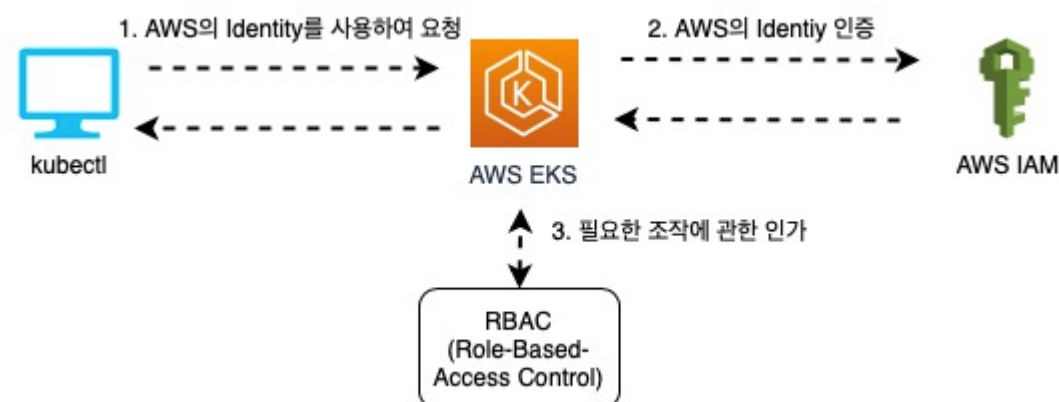 1. AWS의 Identity를 사용하여 요청
2. AWS의 Identiy 인증
K
kubectl
AWS EKS
AWS IAM
3. 필요한 조작에 관한 인가
RBAC
(Role-Based-
Access Control)